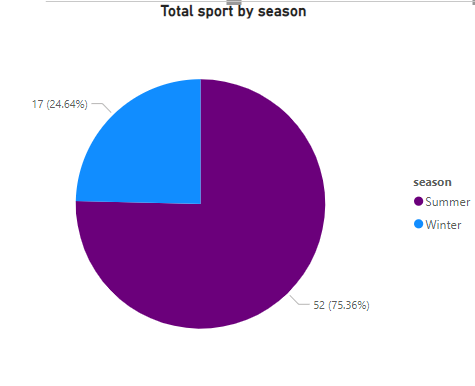 Total sport by season
17 (24.64%)
season
Summer
Winter
52 (75.36%)